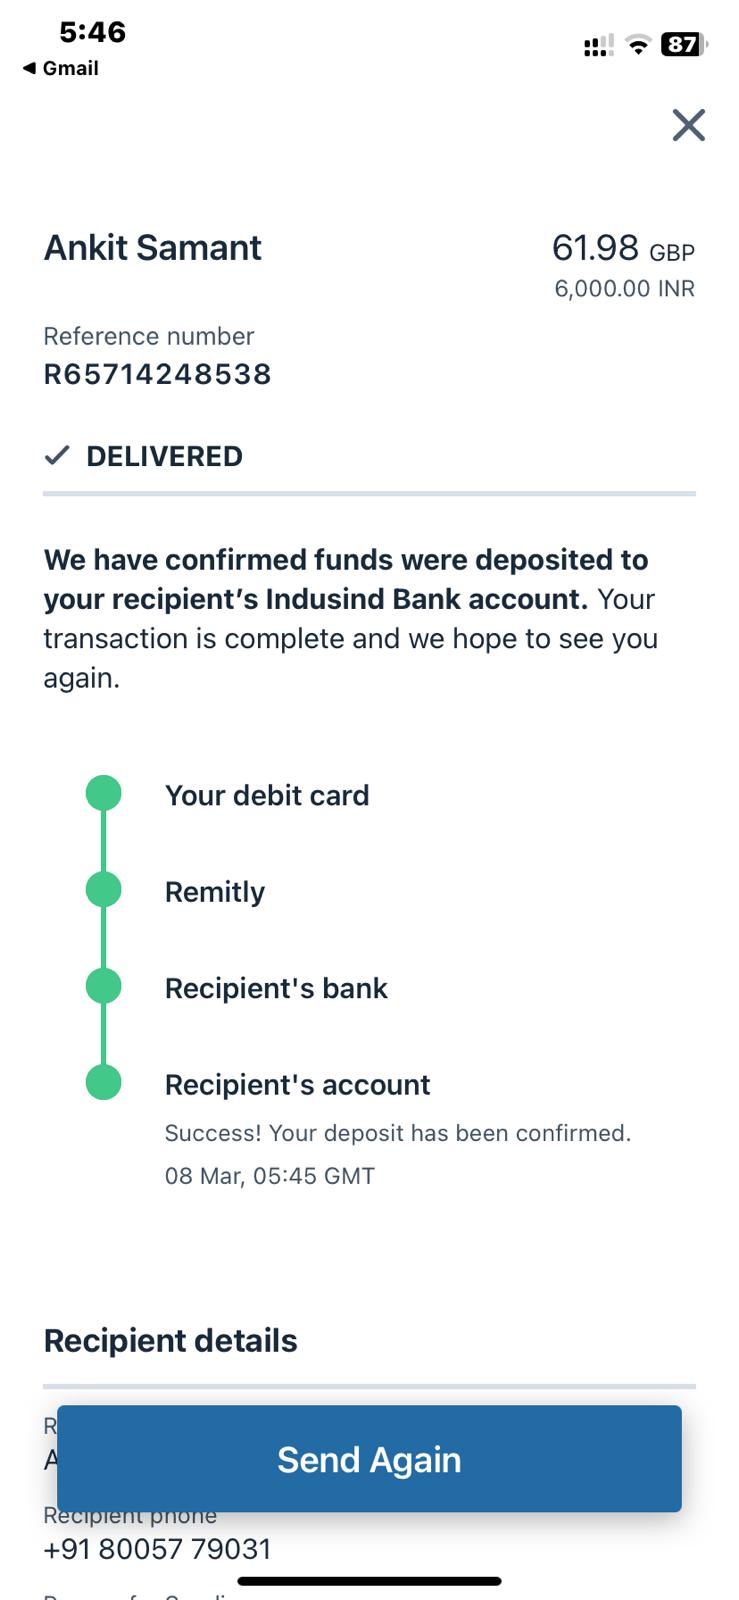 5:46
87
◀ Gmail
Ankit Samant
61.98 GBP
6,000.00 INR
Reference number
R65714248538
DELIVERED
We have confirmed funds were deposited to
your recipient’s Indusind Bank account. Your
transaction is complete and we hope to see you
again.
Your debit card
Remitly
Recipient's bank
Recipient's account
Success! Your deposit has been confirmed.
08 Mar, 05:45 GMT
Recipient details
Send Again
Recipient phone
+91 80057 79031